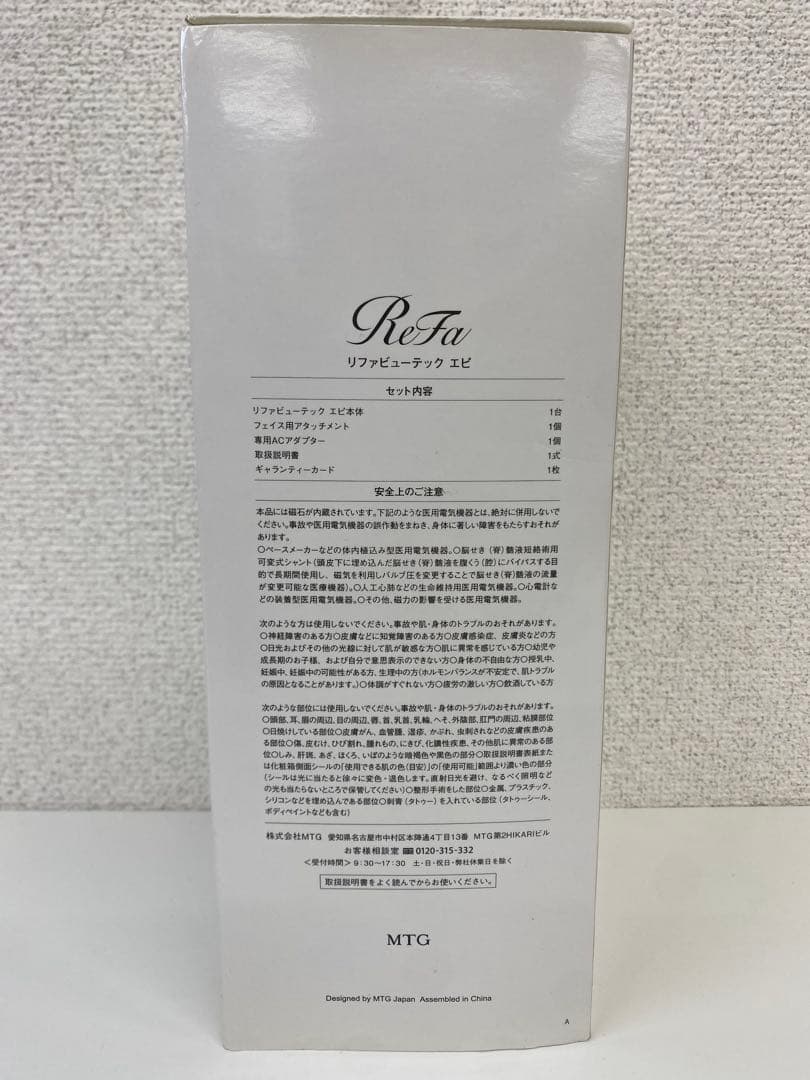 ReFa
リファビューテック エピ
セット内容
リファビューテック エピ本体 1台
フェイス用アタッチメント 1個
専用ACアダプター 1個
取扱説明書 1式
ギャランティーカード 1枚
安全上のご注意
本品には磁石が内蔵されています。下記のような医用電気機器とは、絶対に併用しないで
ください。事故や医用電気機器の誤作動をまねき、身体に著しい障害をもたらすおそれが
あります。
○ペースメーカーなどの体内植込み型医用電気機器。○脳せき（脊）髄液短絡術用
可変式シャント（頭皮下に埋め込んだ脳せき（脊）髄液を腹くう（腔）にバイパスする目
的で長期間使用し、磁気を利用しバルブ圧を変更することで脳せき（脊）髄液の流量
が変更可能な医療機器）。○人工心肺などの生命維持用医用電気機器。○心電計な
どの装着型医用電気機器。○その他、磁力の影響を受ける医用電気機器。
次のような方は使用しないでください。事故や肌・身体のトラブルのおそれがあります。
○神経障害のある方○皮膚などに知覚障害のある方○皮膚感染症、皮膚炎などの方
○日光およびその他の光線に対して肌が敏感な方○肌に異常を感じている方○幼児や
成長期のお子様、および自分で意思表示のできない方○身体の不自由な方○授乳中、
妊娠中、妊娠中の可能性がある方、生理中の方（ホルモンバランスが不安定で、肌トラブル
の原因となることがあります。）○体調がすぐれない方○疲労の激しい方○飲酒している方
次のような部位には使用しないでください。事故や肌・身体のトラブルのおそれがあります。
○頭部、耳、眉の周辺、目の周辺、唇、首、乳首、乳輪、へそ、外陰部、肛門の周辺、粘膜部位
○日焼けしている部位○皮膚がん、血管腫、湿疹、かぶれ、虫刺されなどの皮膚疾患のあ
る部位○傷、皮むけ、ひび割れ、腫れもの、にきび、化膿性疾患、その他肌に異常のある部
位○しみ、肝斑、あざ、ほくろ、いぼのような暗褐色や黒色の部分○取扱説明書表紙また
は化粧箱側面シールの「使用できる肌の色（目安）」の「使用可能」範囲より濃い色の部分
（シールは光に当たると徐々に変色・退色します。直射日光を避け、なるべく照明など
の光も当たらないところで保管してください）○整形手術をした部位○金属、プラスチック、
シリコンなどを埋め込んである部位○刺青（タトゥー）を入れている部位（タトゥーシール、
ボディペイントなども含む）
株式会社MTG 愛知県名古屋市中村区本陣通4丁目13番 MTG第2HIKARIビル
お客様相談室 0120-315-332
＜受付時間＞9:30〜17:30 土・日・祝日・弊社休業日を除く
取扱説明書をよく読んでからお使いください。
MTG
Designed by MTG Japan Assembled in China
A